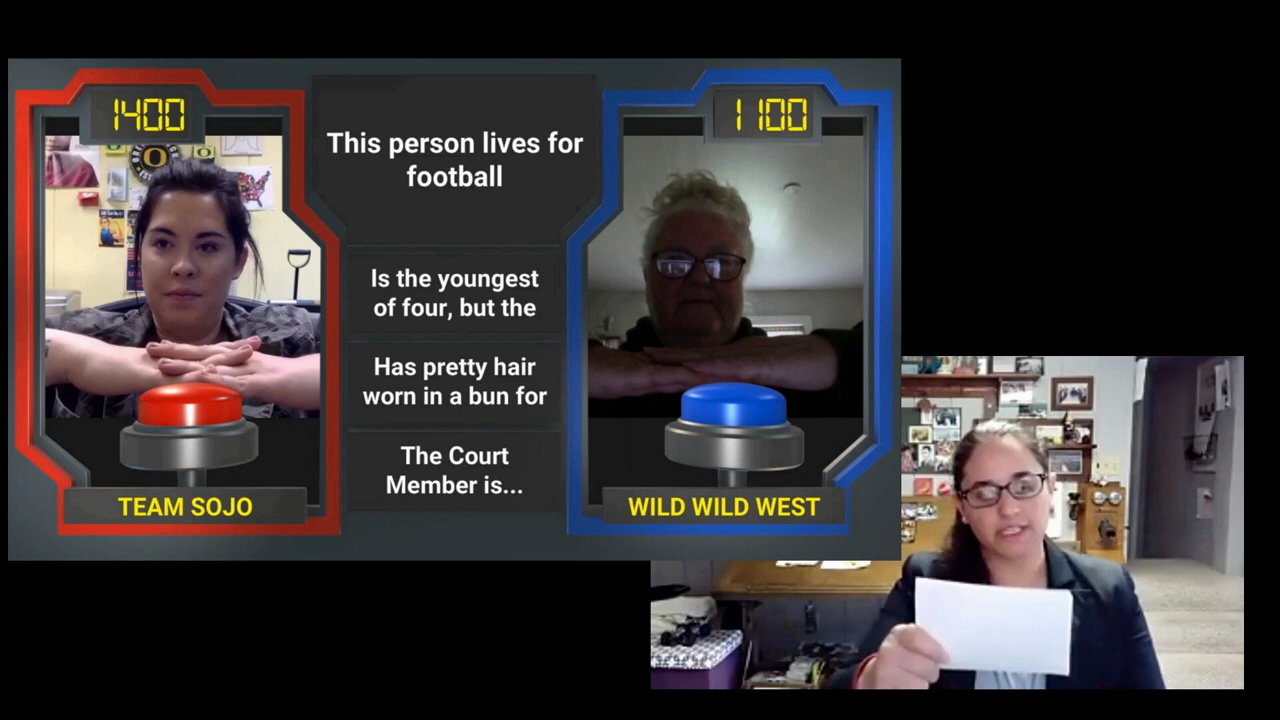 1400
1100
This person lives for
football
Is the youngest
of four, but the
Has pretty hair
worn in a bun for
The Court
Member is...
TEAM SOJO
WILD WILD WEST
O